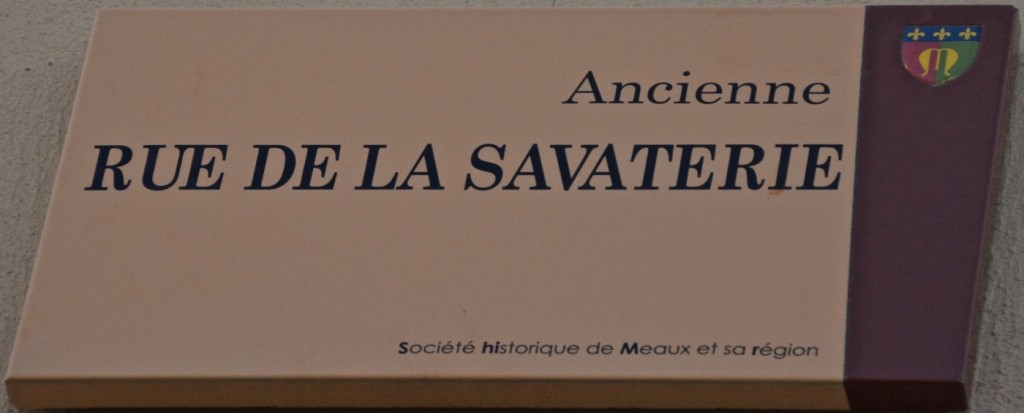 Ancienne
RUE DE LA SAVATERIE
Société historique de Meaux et sa région